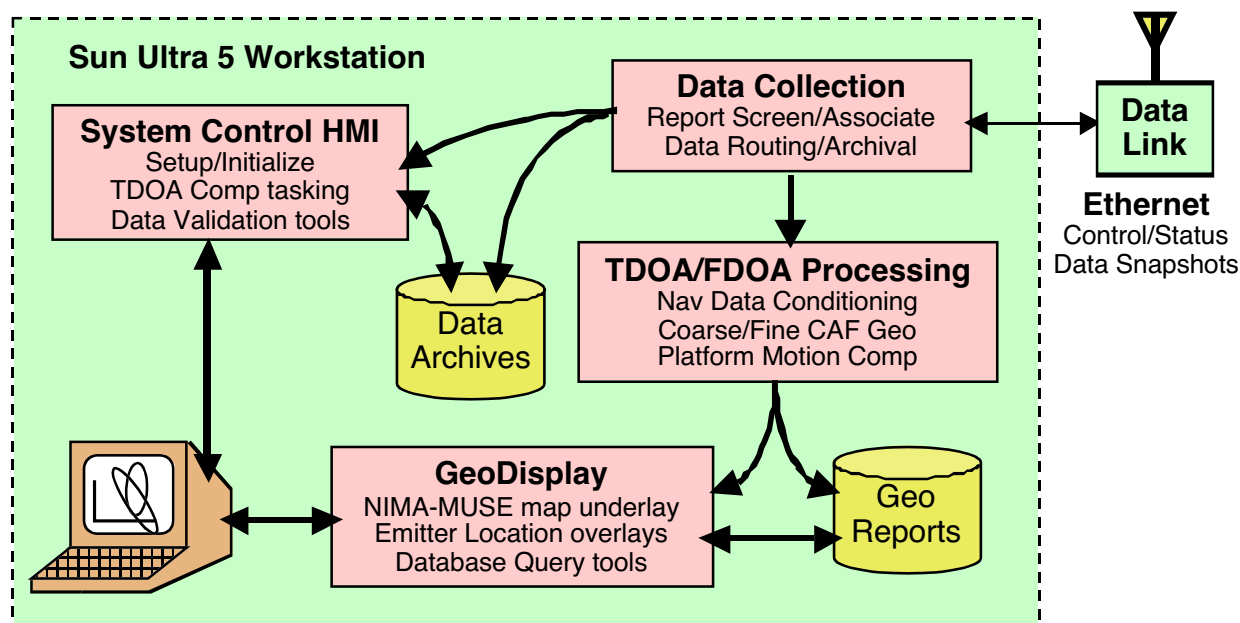 Sun Ultra 5 Workstation
System Control HMI
Setup/Initialize
TDOA Comp tasking
Data Validation tools
Data Collection
Report Screen/Associate
Data Routing/Archival
Data
Link
Ethernet
Control/Status
Data Snapshots
Data
Archives
TDOA/FDOA Processing
Nav Data Conditioning
Coarse/Fine CAF Geo
Platform Motion Comp
GeoDisplay
NIMA-MUSE map underlay
Emitter Location overlays
Database Query tools
Geo
Reports